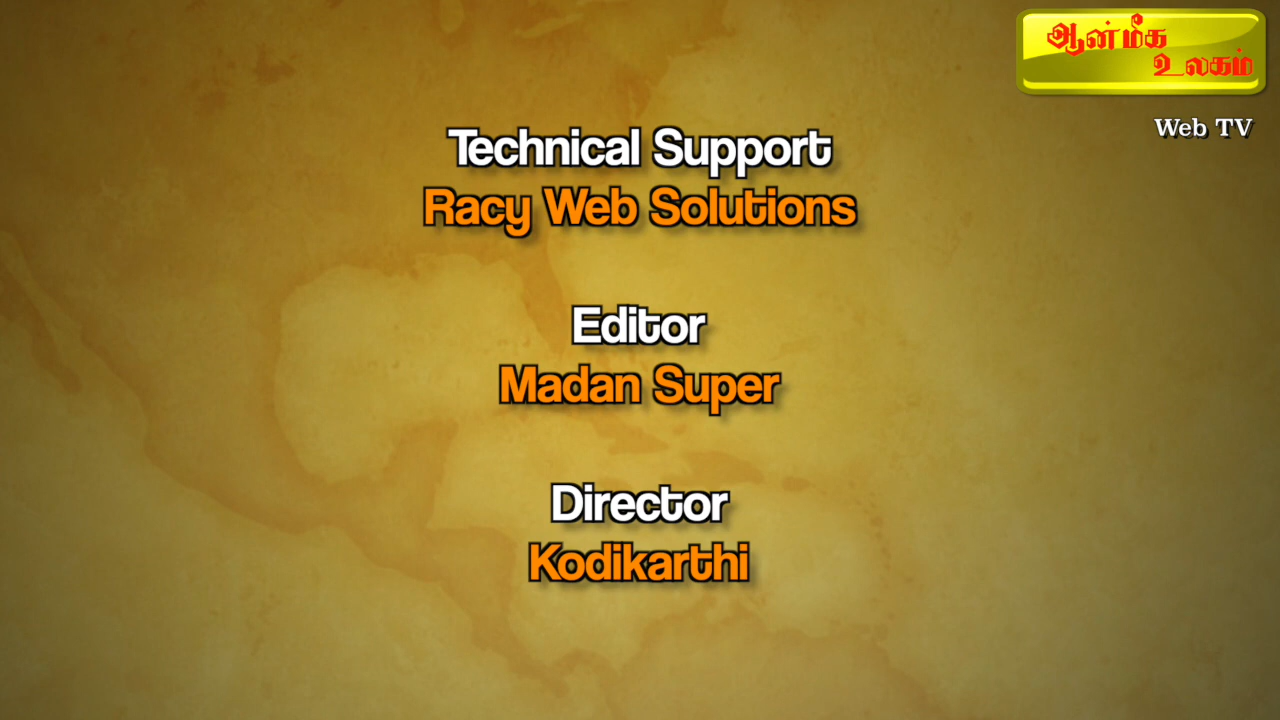 ஆன்மீக
உலகம்
Web TV
Technical Support
Racy Web Solutions
Editor
Madan Super
Director
Kodikarthi